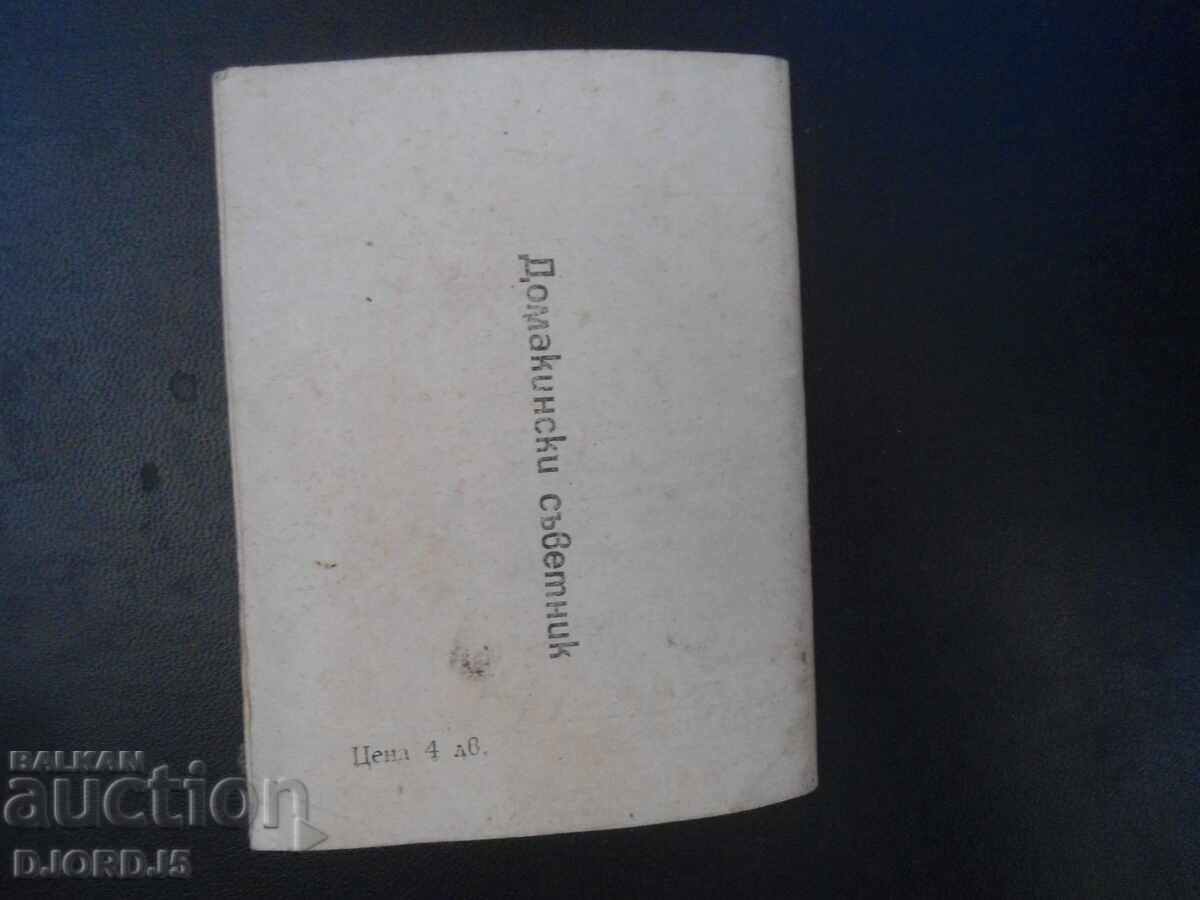 Домакински съветник
Цена 4 лв.
BALKAN
auction
DJORDJ5